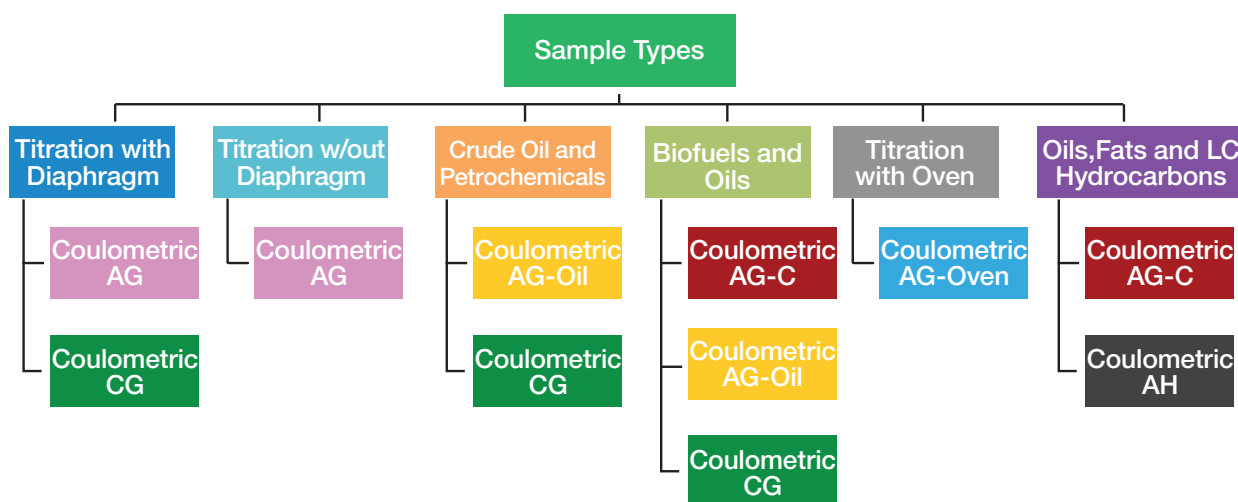 Sample Types
Titration with
Diaphragm
Coulometric
AG
Coulometric
CG
Titration w/out
Diaphragm
Coulometric
AG
Crude Oil and
Petrochemicals
Coulometric
AG-Oil
Coulometric
CG
Biofuels and
Oils
Coulometric
AG-C
Coulometric
AG-Oil
Coulometric
CG
Titration
with Oven
Coulometric
AG-Oven
Oils,Fats and LC
Hydrocarbons
Coulometric
AG-C
Coulometric
AH